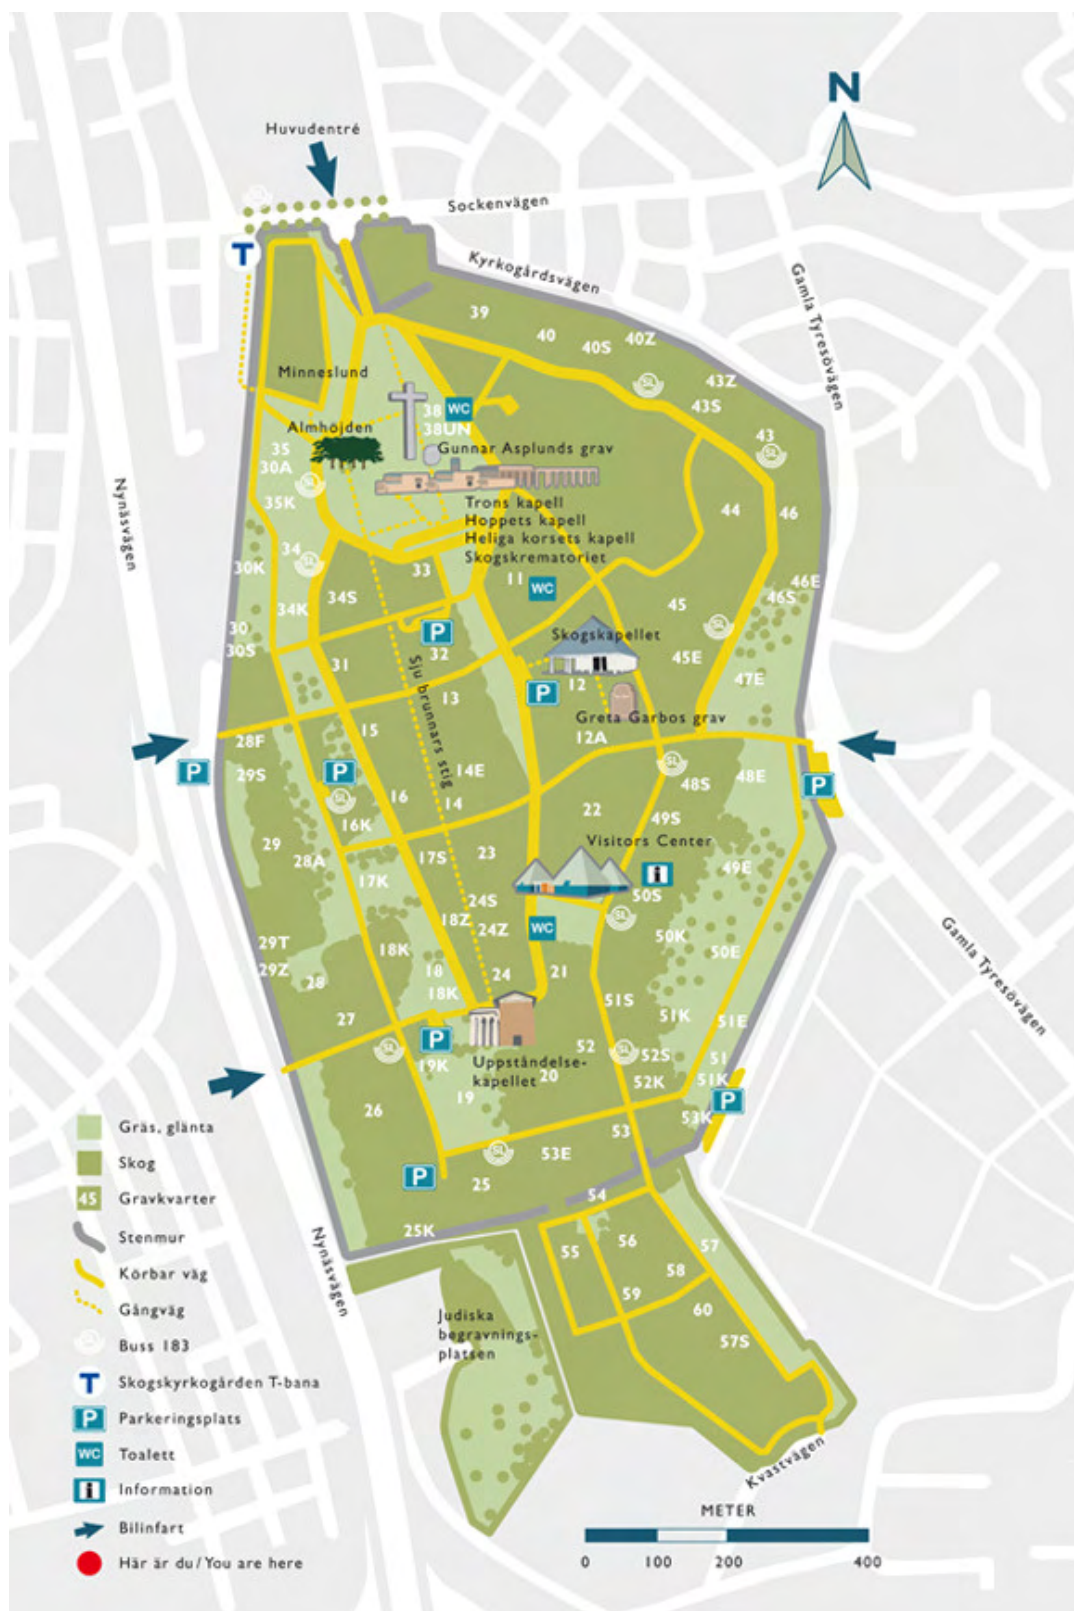 N
Huvudentré
Sockenvägen
Kyrkogårdsvägen
Gamla Tyresövägen
T
39
40
40S
40Z
43Z
43S
43
Minneslund
38
WC
38UN
Almhöjden
Gunnar Asplunds grav
35
30A
35K
Nynäsvägen
Trons kapell
Hoppets kapell
Heliga korsets kapell
Skogskrematoriet
44
46
34
33
11
WC
30K
34K
34S
45
46E
46S
30
30S
P
32
Skogskapellet
31
Sju brunnars stig
13
P
12
45E
47E
Greta Garbos grav
12A
28F
15
P
29S
P
14E
48S
48E
P
16
14
22
49S
16K
29
28A
17S
23
Visitors Center
17K
i
49E
50S
24S
18Z
24Z
WC
50K
50E
29T
29Z
18K
18
18K
24
21
28
51S
51K
51E
27
P
52
52S
51
Uppståndelse-
kapellet
19K
20
52K
51K
P
26
19
53K
53
53E
P
25
54
25K
Gamla Tyresövägen
Nynäsvägen
55
56
57
58
59
60
57S
Judiska
begravnings-
platsen
Kvastvägen
Gräs, glänta
Skog
45 Gravkvarter
Stenmur
Körbar väg
Gångväg
SL Buss 183
T Skogskyrkogården T-bana
P Parkeringsplats
WC Toalett
i Information
Bilinfart
Här är du / You are here
METER
0 100 200 400